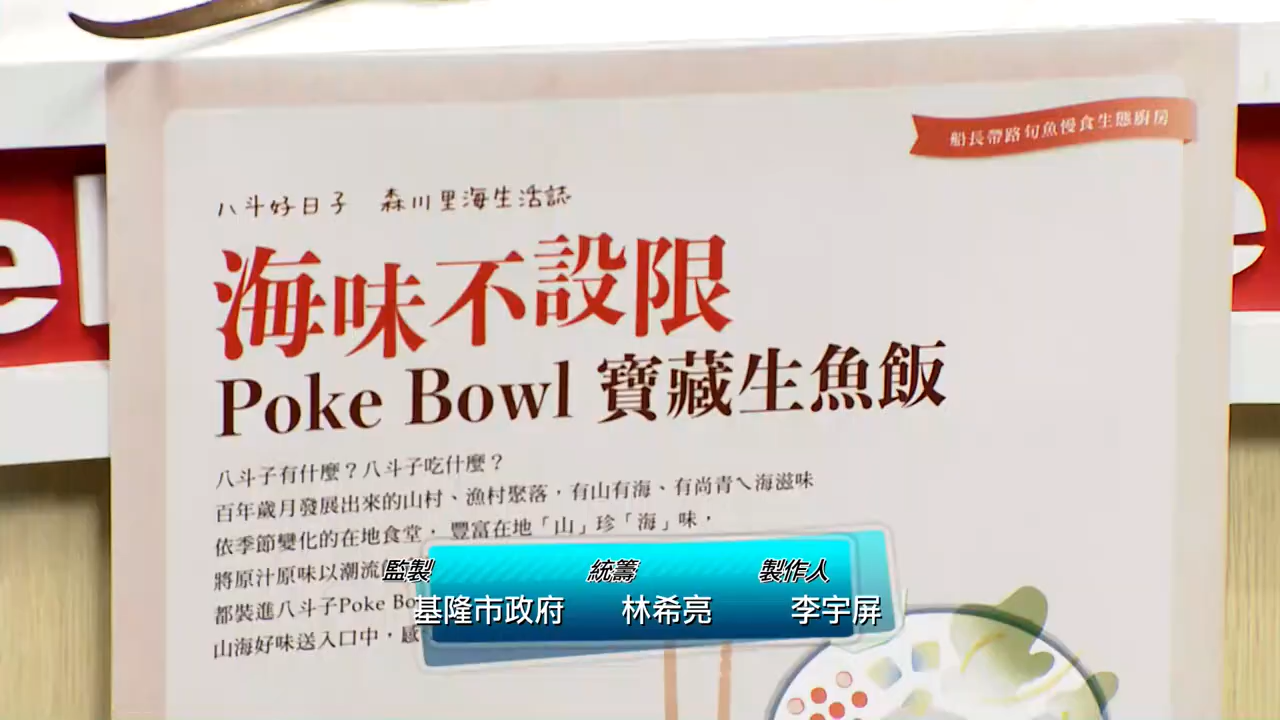 船長帶路旬魚慢食生態廚房
八斗好日子 森川里海生活誌
海味不設限
Poke Bowl 寶藏生魚飯
八斗子有什麼？八斗子吃什麼？
百年歲月發展出來的山村、漁村聚落，有山有海、有尚青ㄟ海滋味
依季節變化的在地食堂， 豐富在地「山」珍「海」味，
將原汁原味以潮流
都裝進八斗子Poke Bo
山海好味送入口中，感
監製 統籌 製作人
基隆市政府 林希亮 李宇屏